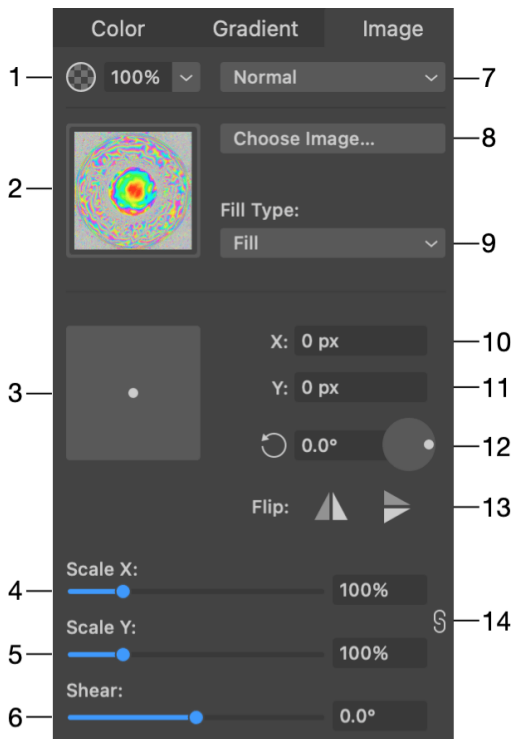 Color Gradient Image
1 100% Normal 7
Choose Image... 8
2
Fill Type:
Fill 9
X: 0 px 10
3 Y: 0 px 11
0.0° 12
Flip: 13
Scale X:
4 100%
14
Scale Y:
5 100%
Shear:
6 0.0°